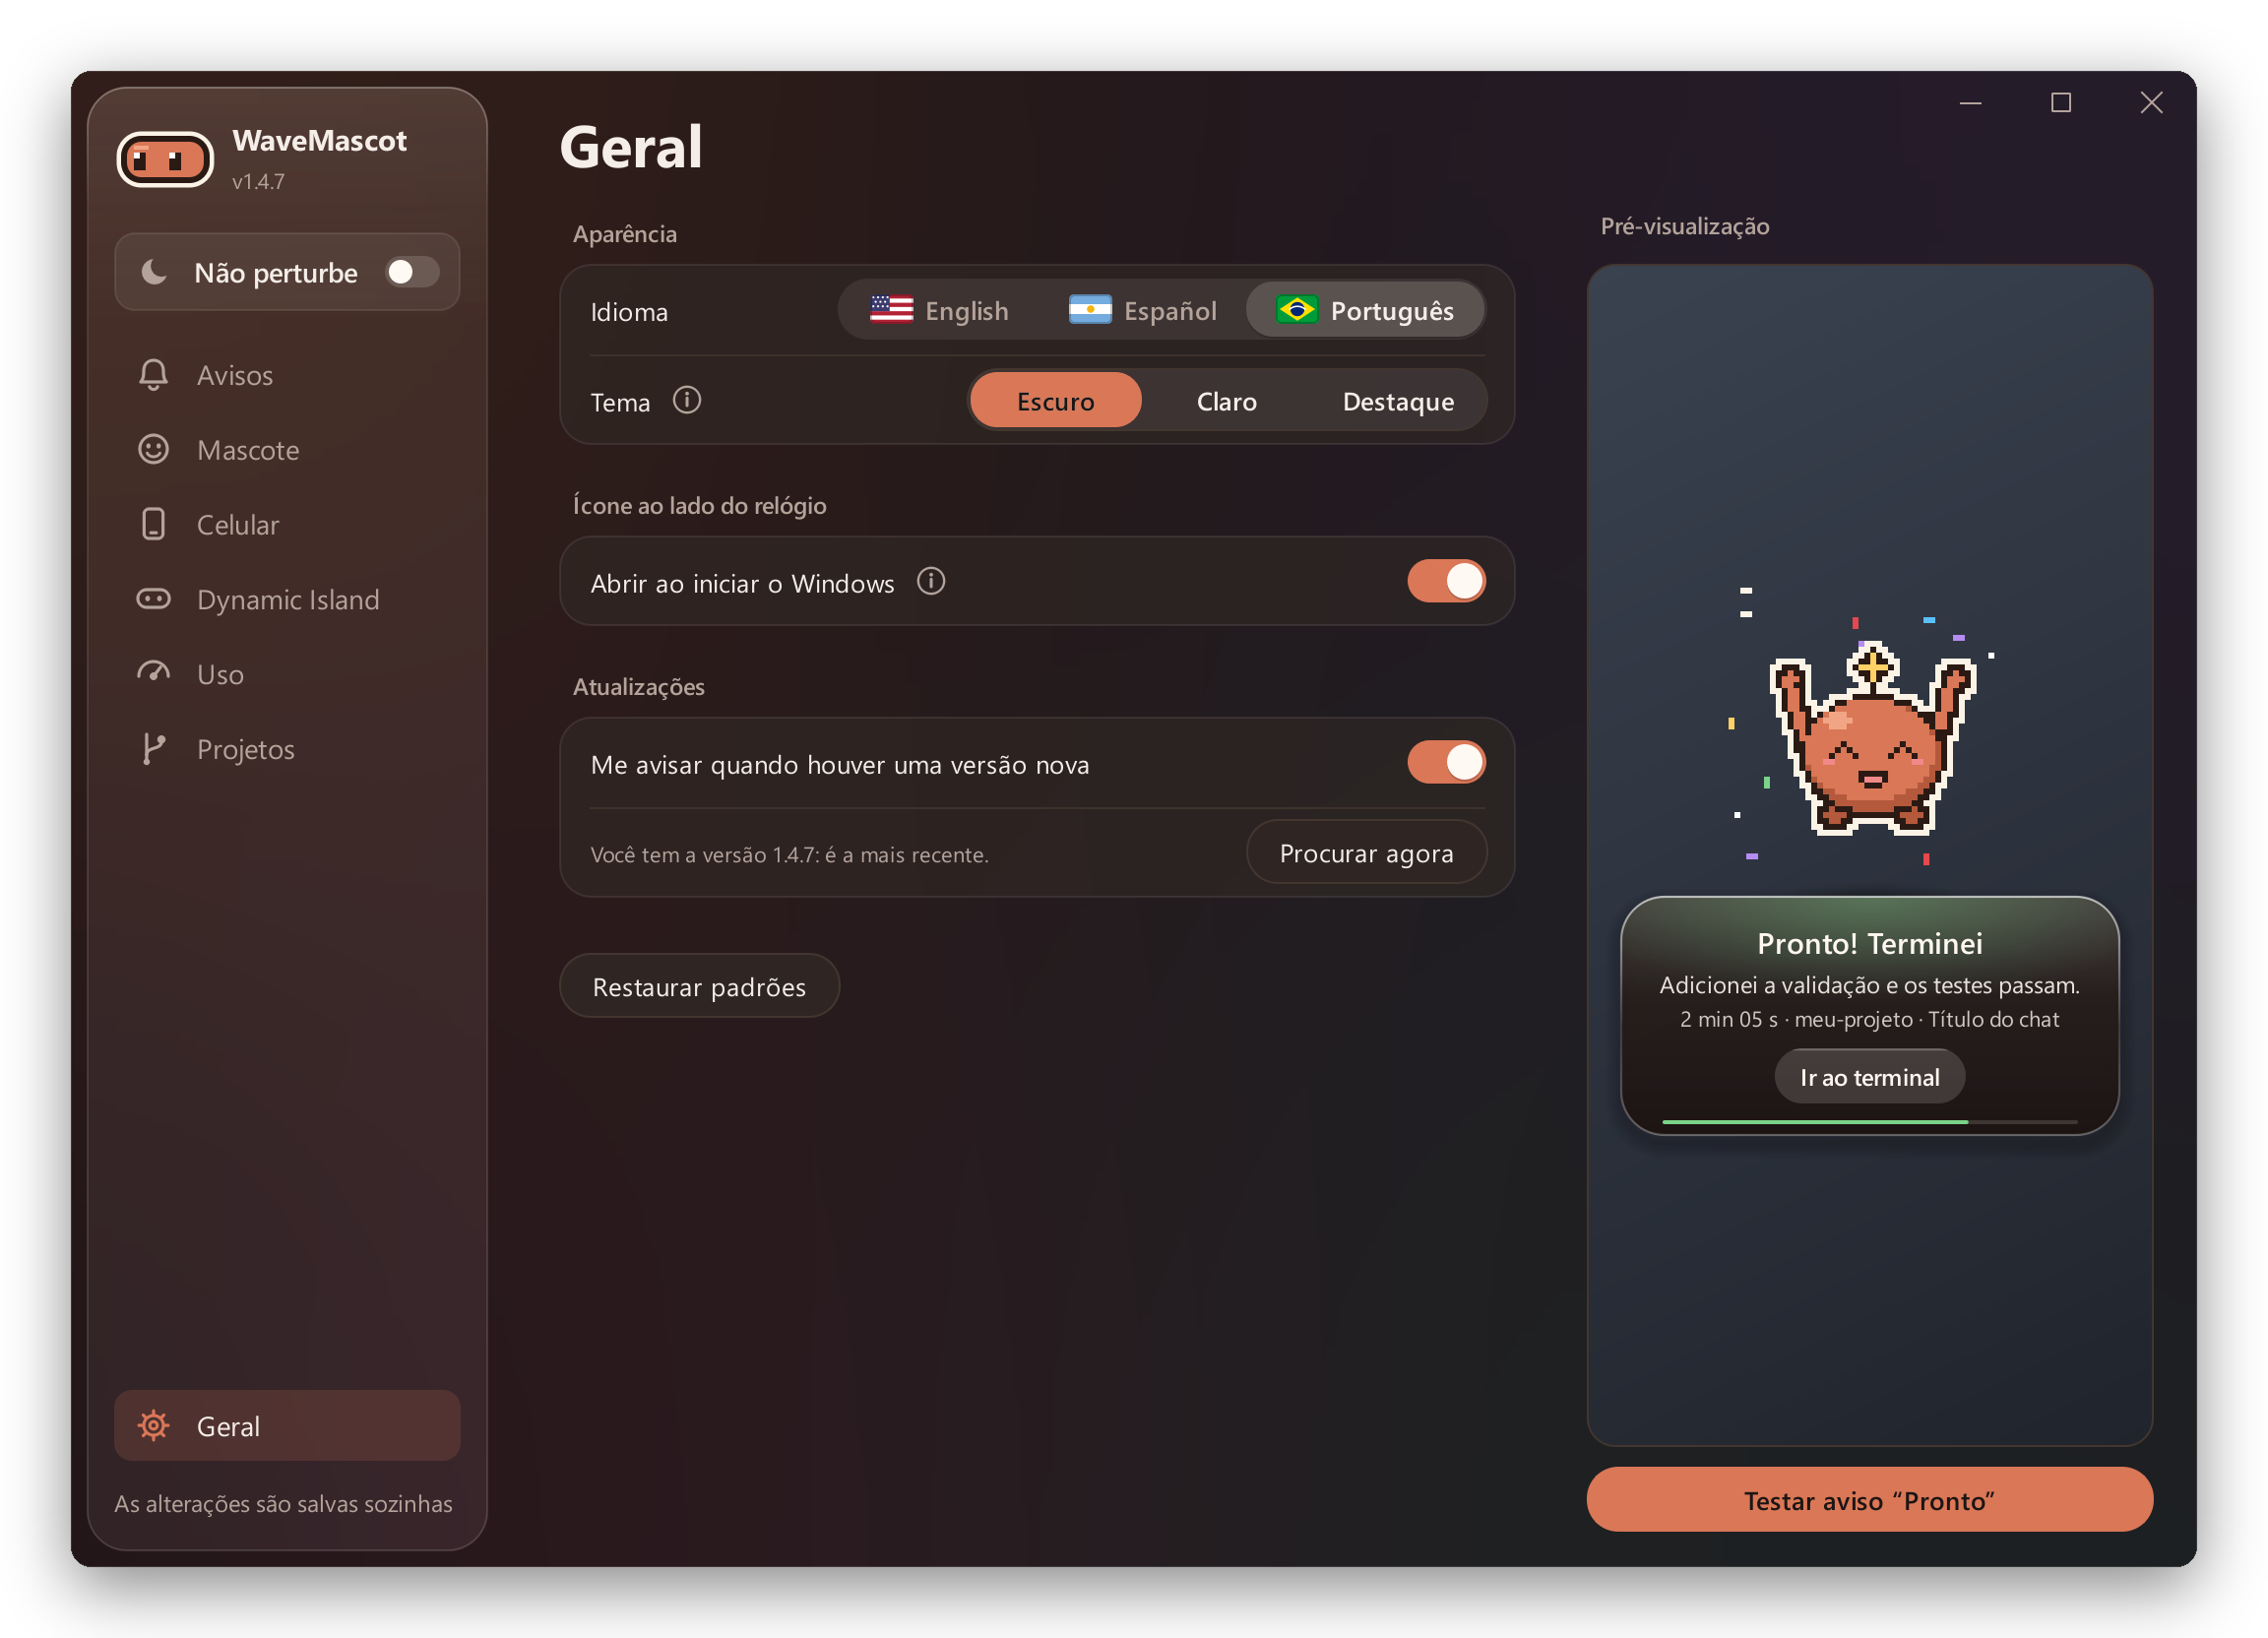 WaveMascot
v1.4.7
Não perturbe
Avisos
Mascote
Celular
Dynamic Island
Uso
Projetos
Geral
As alterações são salvas sozinhas
Geral
Aparência
Idioma
English
Español
Português
Tema
Escuro
Claro
Destaque
Ícone ao lado do relógio
Abrir ao iniciar o Windows
Atualizações
Me avisar quando houver uma versão nova
Você tem a versão 1.4.7: é a mais recente.
Procurar agora
Restaurar padrões
Pré-visualização
Pronto! Terminei
Adicionei a validação e os testes passam.
2 min 05 s · meu-projeto · Título do chat
Ir ao terminal
Testar aviso “Pronto”